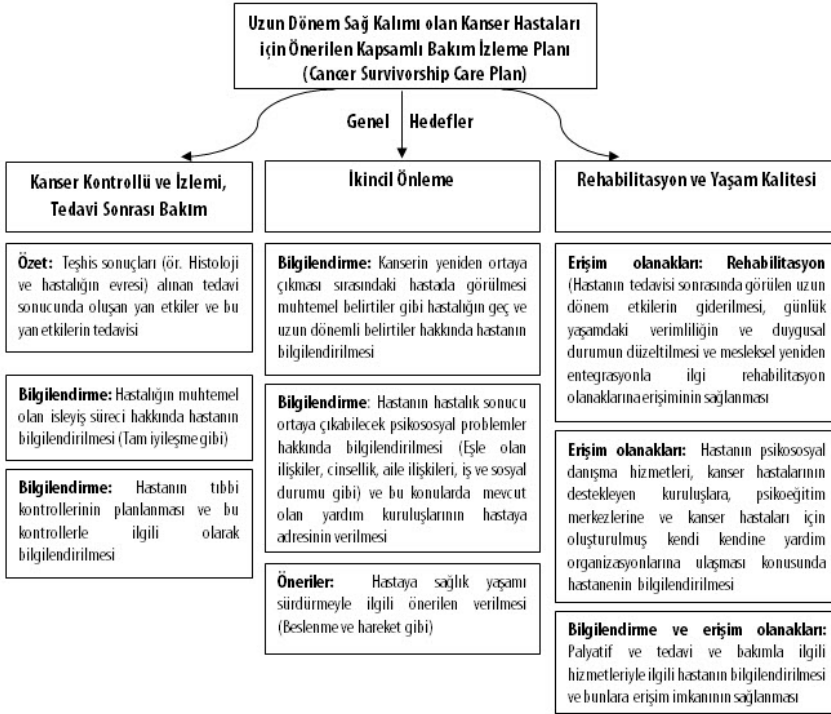 Uzun Dönem Sağ Kalımı olan Kanser Hastaları
için Önerilen Kapsamlı Bakım İzleme Planı
(Cancer Survivorship Care Plan)
Genel Hedefler
Kanser Kontrollü ve İzlemi,
Tedavi Sonrası Bakım
Özet: Teşhis sonuçları (ör. Histoloji
ve hastalığın evresi) alınan tedavi
sonucunda oluşan yan etkiler ve bu
yan etkilerin tedavisi
Bilgilendirme: Hastalığın muhtemel
olan isleyiş süreci hakkında hastanın
bilgilendirilmesi (Tam iyileşme gibi)
Bilgilendirme: Hastanın tıbbi
kontrollerinin planlanması ve bu
kontrollerle ilgili olarak
bilgilendirilmesi
İkincil Önleme
Bilgilendirme: Kanserin yeniden ortaya
çıkması sırasındaki hastada görülmesi
muhtemel belirtiler gibi hastalığın geç ve
uzun dönemli belirtiler hakkında hastanın
bilgilendirilmesi
Bilgilendirme: Hastanın hastalık sonucu
ortaya çıkabilecek psikososyal problemler
hakkında bilgilendirilmesi (Eşle olan
ilişkiler, cinsellik, aile ilişkileri, iş ve sosyal
durumu gibi) ve bu konularda mevcut
olan yardım kuruluşlarının hastaya
adresinin verilmesi
Öneriler: Hastaya sağlık yaşamı
sürdürmeyle ilgili önerilen verilmesi
(Beslenme ve hareket gibi)
Rehabilitasyon ve Yaşam Kalitesi
Erişim olanakları: Rehabilitasyon
(Hastanın tedavisi sonrasında görülen uzun
dönem etkilerin giderilmesi, günlük
yaşamdaki verimliliğin ve duygusal
durumun düzeltilmesi ve mesleksel yeniden
entegrasyonla ilgi rehabilitasyon
olanaklarına erişiminin sağlanması
Erişim olanakları: Hastanın psikososyal
danışma hizmetleri, kanser hastalarının
destekleyen kuruluşlara, psikoeğitim
merkezlerine ve kanser hastaları için
oluşturulmuş kendi kendine yardım
organizasyonlarına ulaşması konusunda
hastanenin bilgilendirilmesi
Bilgilendirme ve erişim olanakları:
Palyatif ve tedavi ve bakımla ilgili
hizmetleriyle ilgili hastanın bilgilendirilmesi
ve bunlara erişim imkanının sağlanması